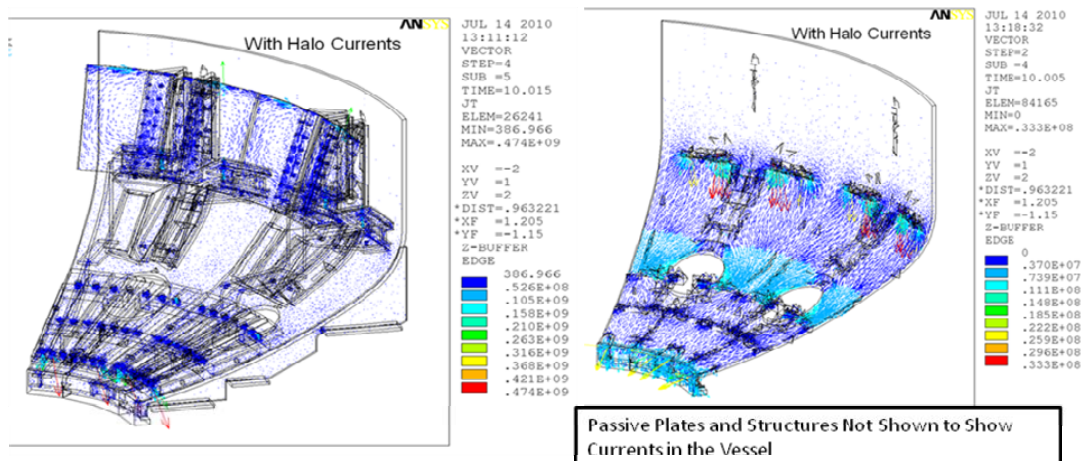 ANSYS
With Halo Currents
JUL 14 2010
13:11:12
VECTOR
STEP=4
SUB =5
TIME=10.015
JT
ELEM=26241
MIN=386.966
MAX=.474E+09
XV =-2
YV =1
ZV =2
*DIST=.963221
*XF =1.205
*YF =-1.15
Z-BUFFER
EDGE
386.966
.526E+08
.105E+09
.158E+09
.210E+09
.263E+09
.316E+09
.368E+09
.421E+09
.474E+09
ANSYS
With Halo Currents
JUL 14 2010
13:18:32
VECTOR
STEP=2
SUB =4
TIME=10.005
JT
ELEM=84165
MIN=0
MAX=.333E+08
XV =-2
YV =1
ZV =2
*DIST=.963221
*XF =1.205
*YF =-1.15
Z-BUFFER
EDGE
0
.370E+07
.739E+07
.111E+08
.148E+08
.185E+08
.222E+08
.259E+08
.296E+08
.333E+08
Passive Plates and Structures Not Shown to Show
Currents in the Vessel